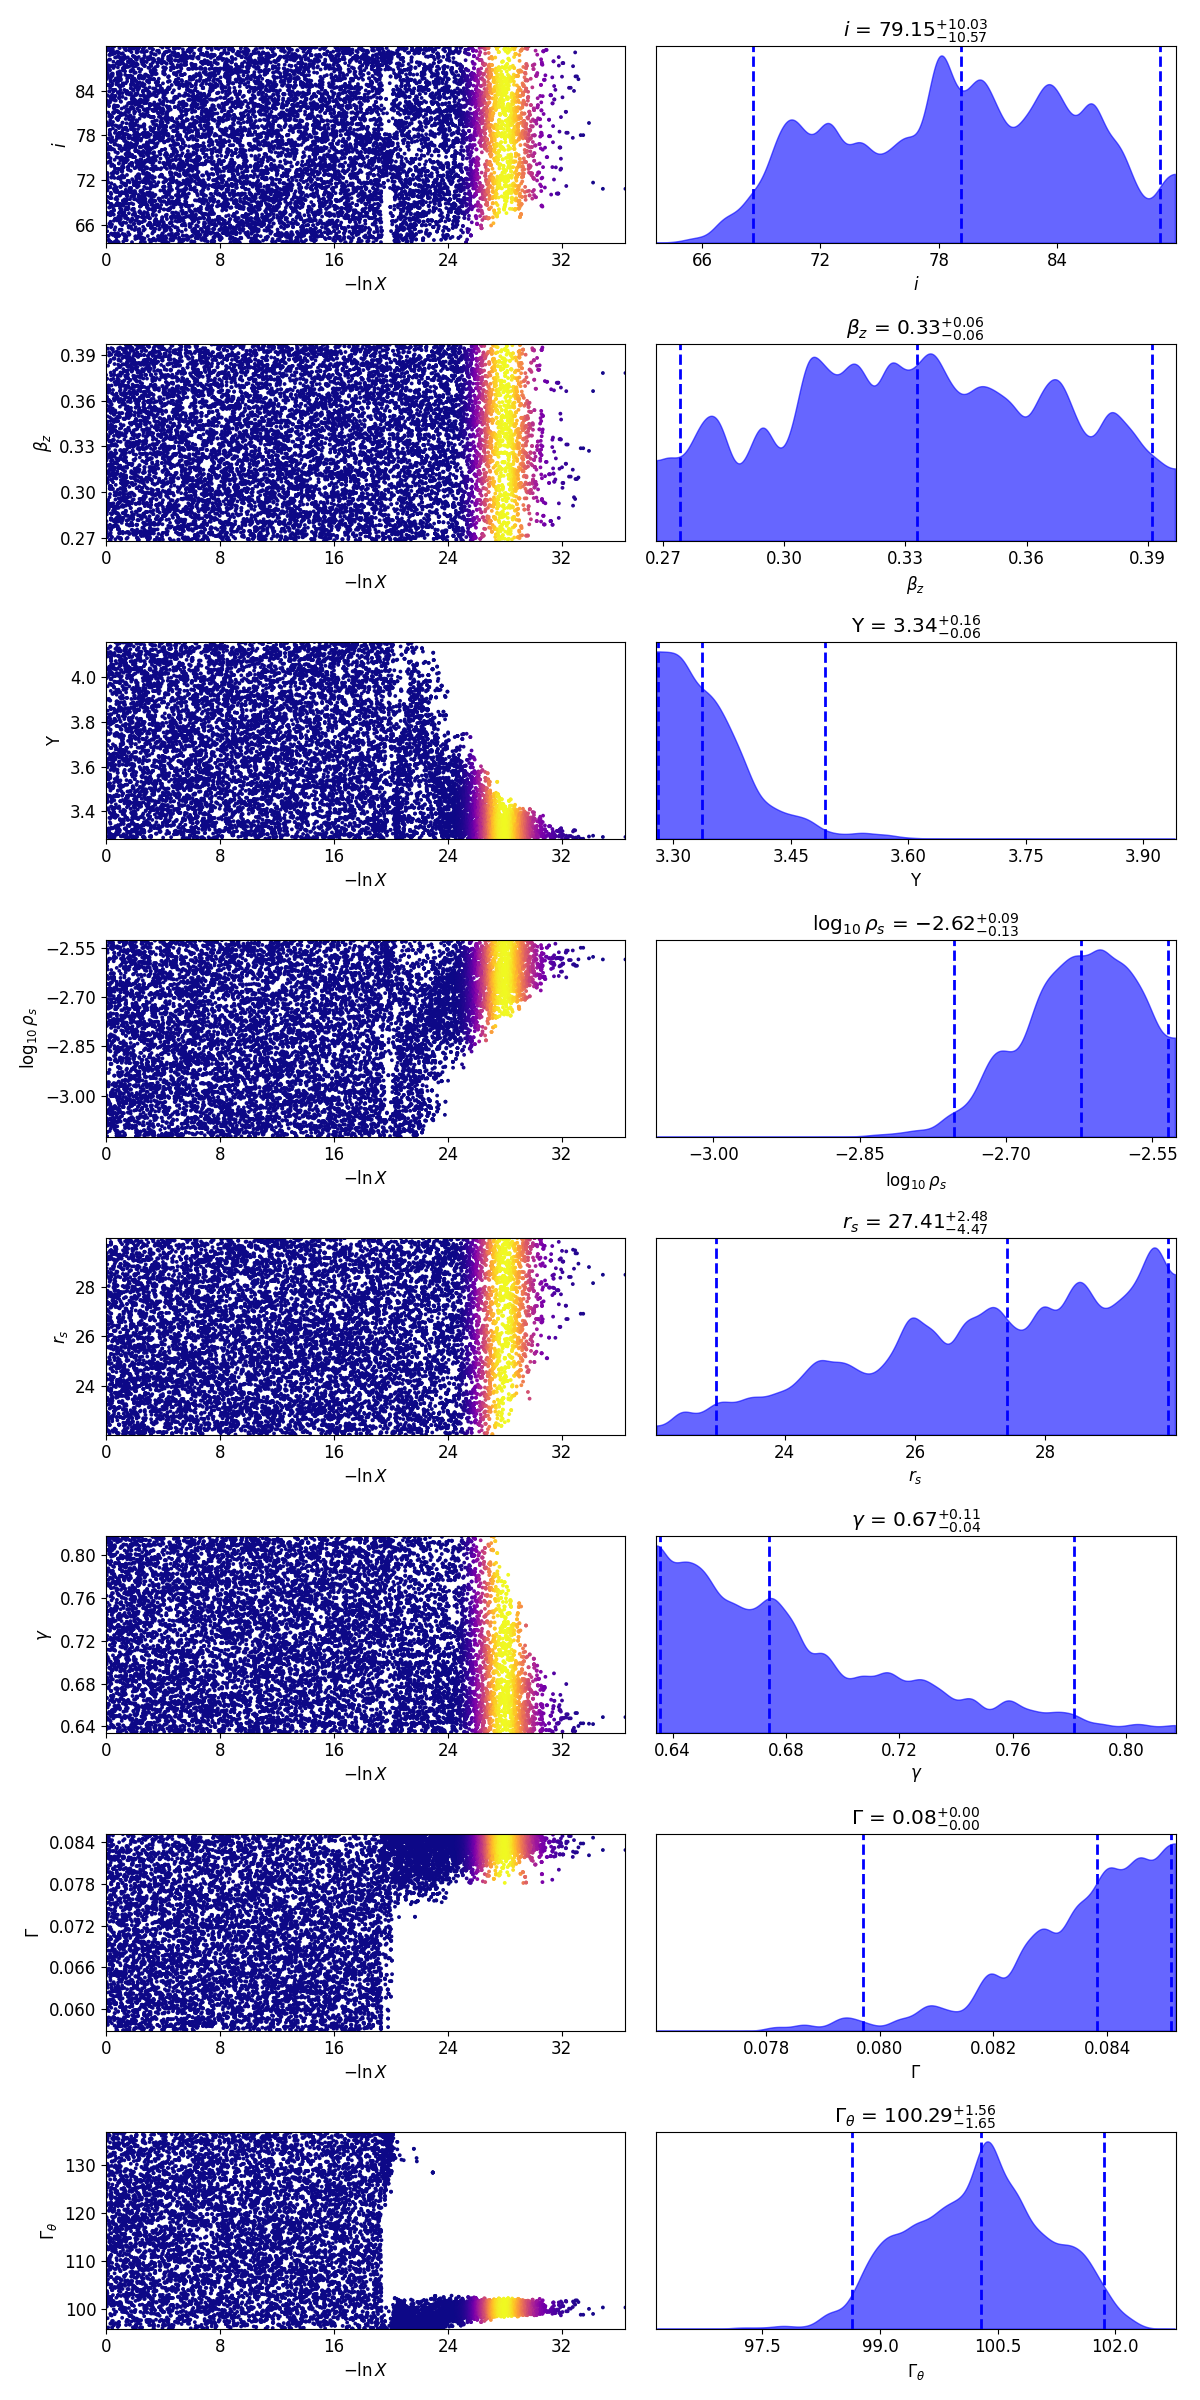 i = 79.15 +10.03 −10.57
84
78
72
66
i
0 8 16 24 32
66 72 78 84
−ln X
i
βz = 0.33 +0.06 −0.06
0.39
0.36
0.33
0.30
0.27
βz
0 8 16 24 32
0.27 0.30 0.33 0.36 0.39
−ln X
βz
Υ = 3.34 +0.16 −0.06
4.0
3.8
3.6
3.4
Υ
0 8 16 24 32
3.30 3.45 3.60 3.75 3.90
−ln X
Υ
log10 ρs = −2.62 +0.09 −0.13
−2.55
−2.70
−2.85
−3.00
log10 ρs
0 8 16 24 32
−3.00 −2.85 −2.70 −2.55
−ln X
log10 ρs
rs = 27.41 +2.48 −4.47
28
26
24
rs
0 8 16 24 32
24 26 28
−ln X
rs
γ = 0.67 +0.11 −0.04
0.80
0.76
0.72
0.68
0.64
γ
0 8 16 24 32
0.64 0.68 0.72 0.76 0.80
−ln X
γ
Γ = 0.08 +0.00 −0.00
0.084
0.078
0.072
0.066
0.060
Γ
0 8 16 24 32
0.078 0.080 0.082 0.084
−ln X
Γ
Γθ = 100.29 +1.56 −1.65
130
120
110
100
Γθ
0 8 16 24 32
97.5 99.0 100.5 102.0
−ln X
Γθ